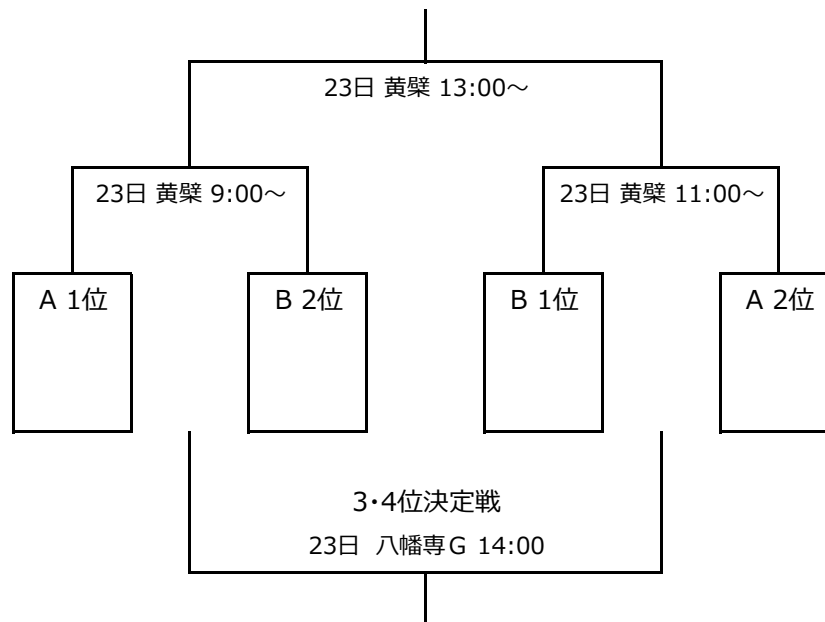 23日 黄檗 13:00～
23日 黄檗 9:00～
23日 黄檗 11:00～
A 1位
B 2位
B 1位
A 2位
3・4位決定戦
23日 八幡専G 14:00